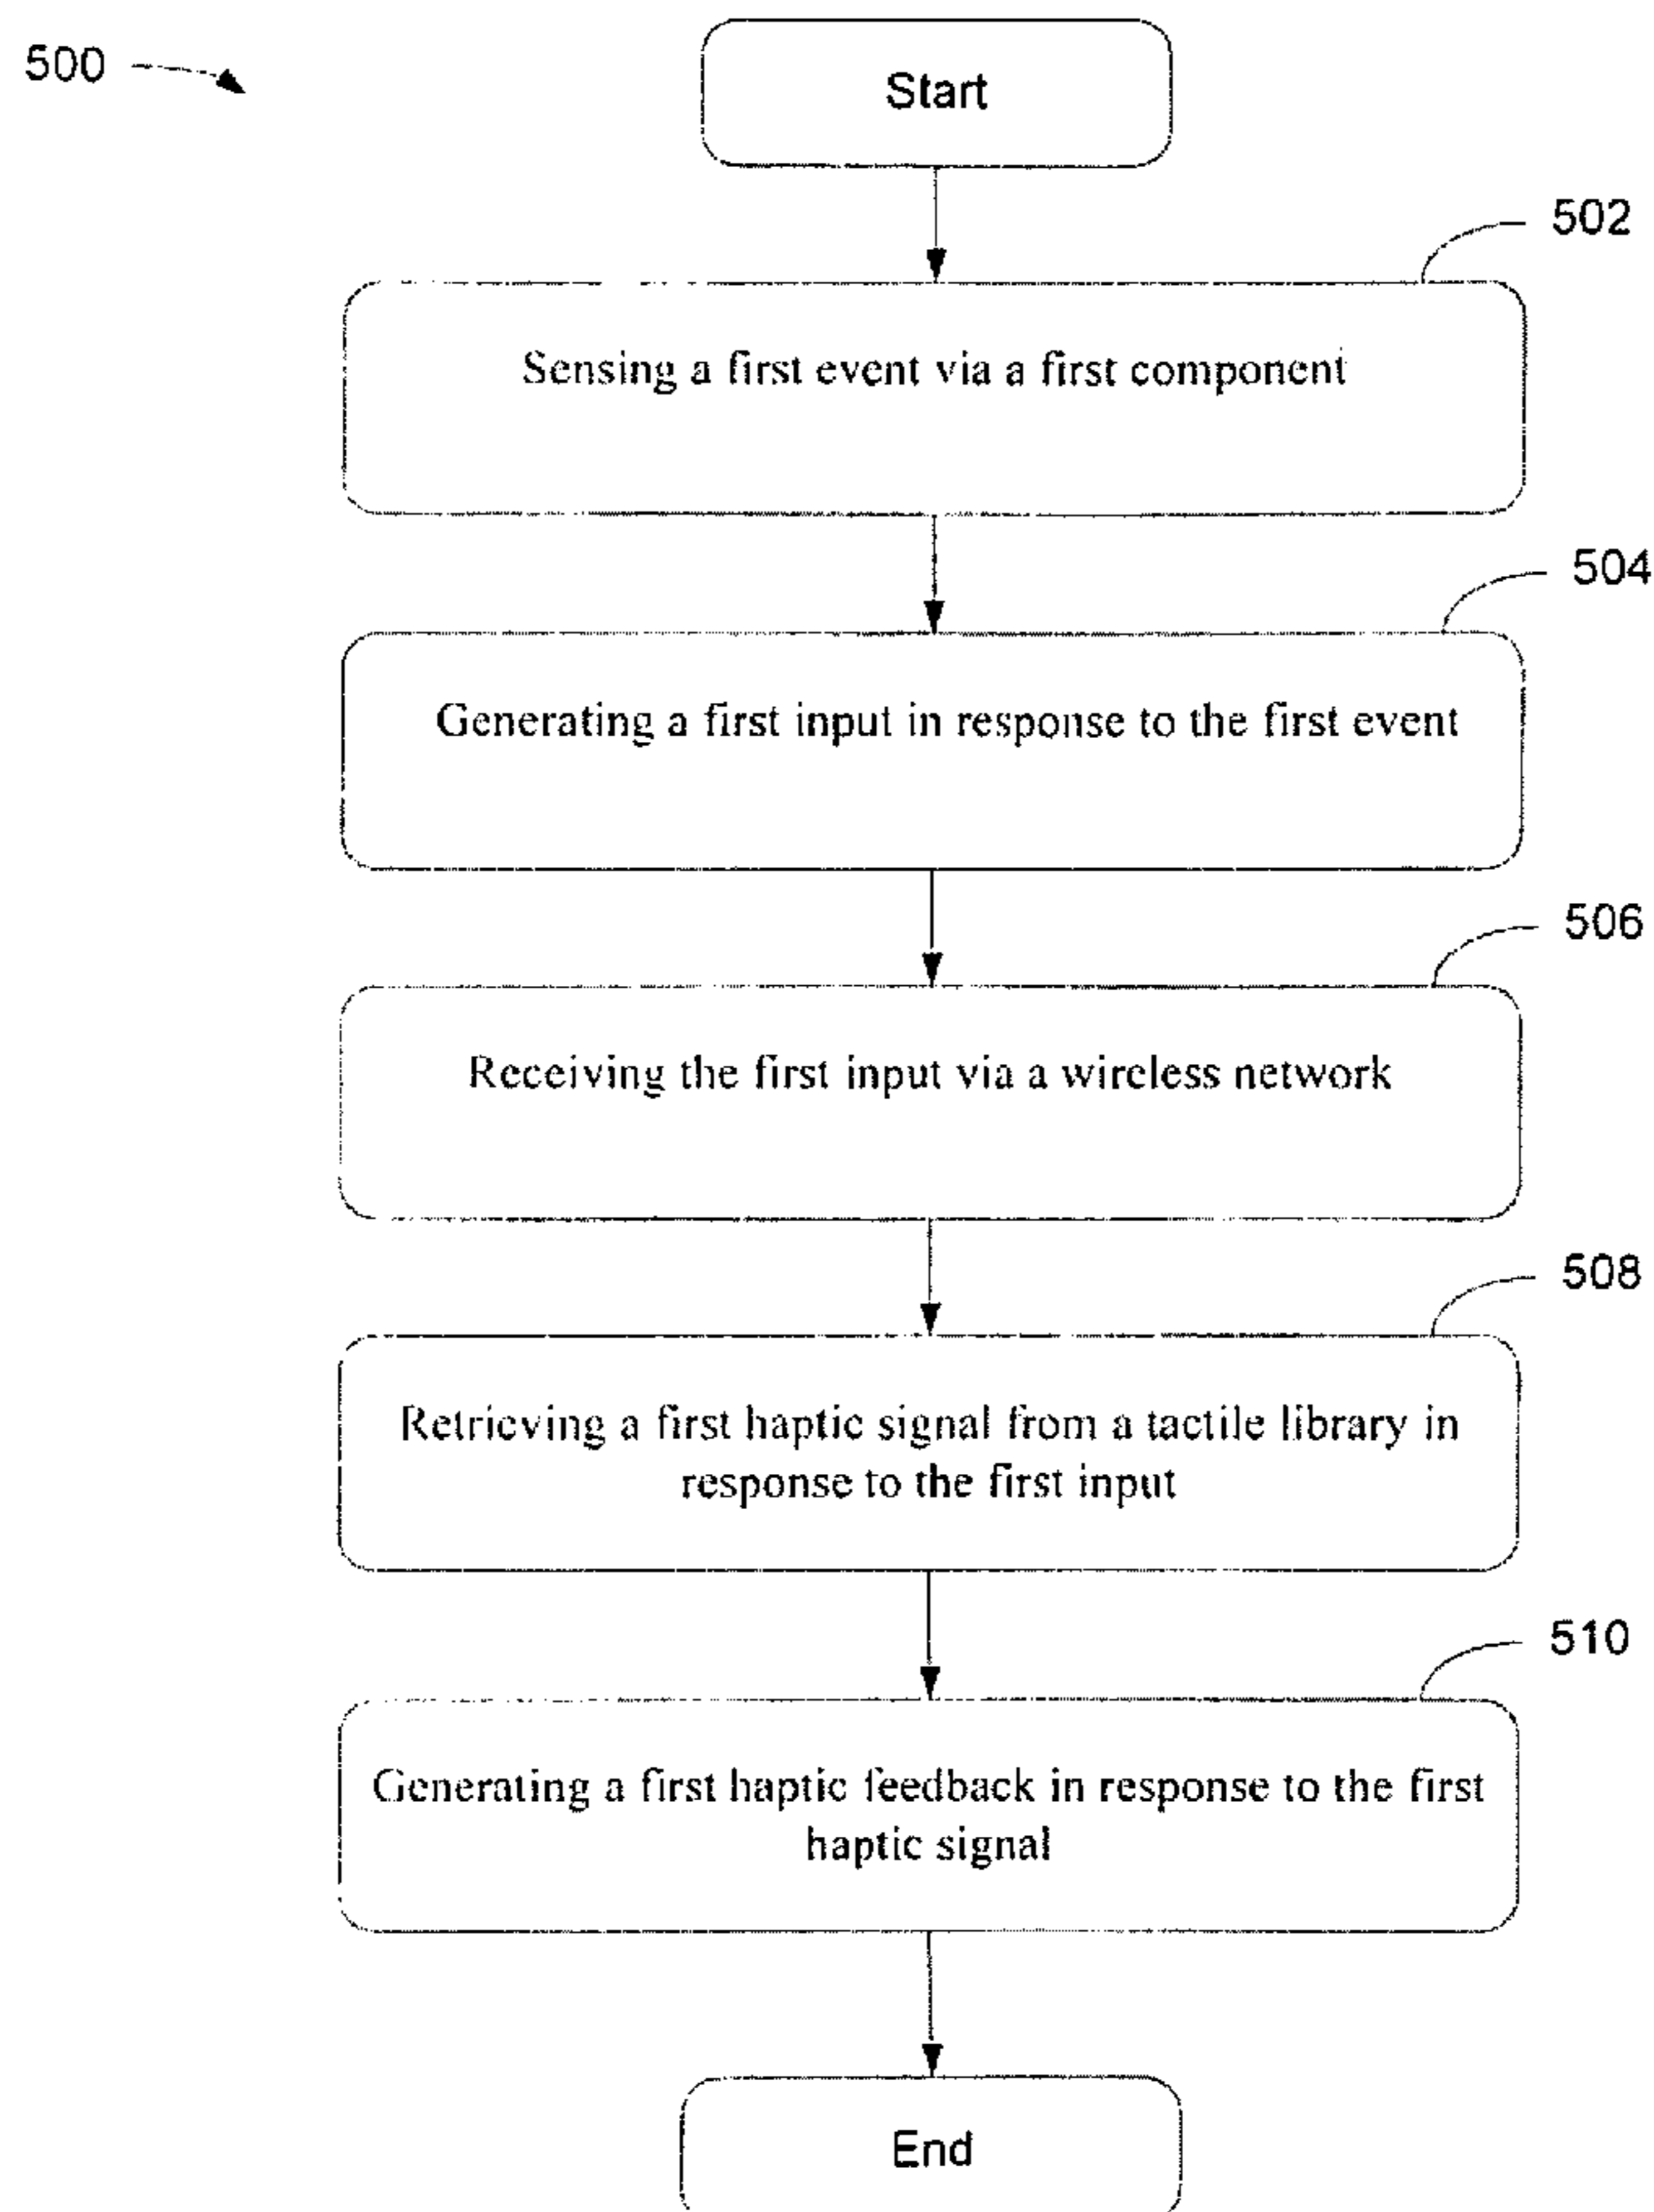 500
Start
502
Sensing a first event via a first component
504
Generating a first input in response to the first event
506
Receiving the first input via a wireless network
508
Retrieving a first haptic signal from a tactile library in
response to the first input
510
Generating a first haptic feedback in response to the first
haptic signal
End